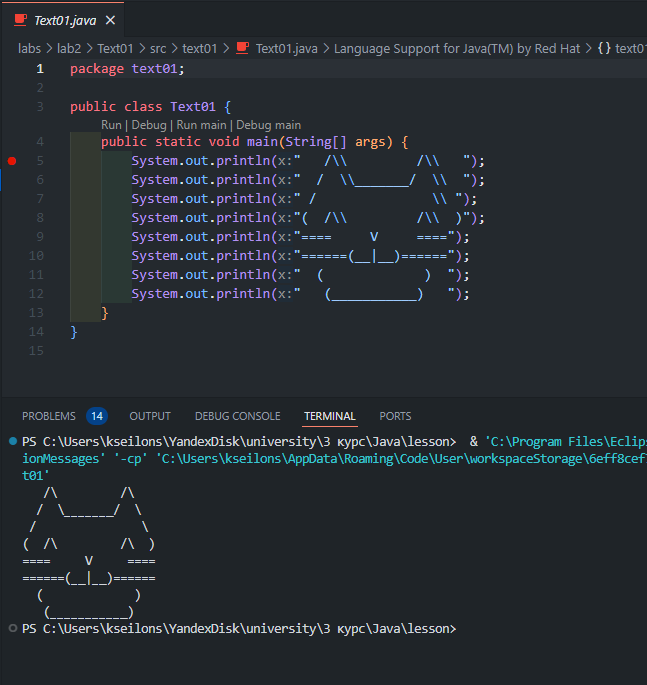 Text01.java ×
labs > lab2 > Text01 > src > text01 > Text01.java > Language Support for Java(TM) by Red Hat > {} text01
1 package text01;
2
3 public class Text01 {
Run | Debug | Run main | Debug main
4     public static void main(String[] args) {
5         System.out.println(x:"   /\\         /\\   ");
6         System.out.println(x:"  /  \\_______/  \\  ");
7         System.out.println(x:" /               \\ ");
8         System.out.println(x:"(  /\\         /\\  )");
9         System.out.println(x:"====     V     ====");
10         System.out.println(x:"======(__|__)======");
11         System.out.println(x:"  (             )  ");
12         System.out.println(x:"   (___________)   ");
13     }
14 }
15
PROBLEMS 14 OUTPUT DEBUG CONSOLE TERMINAL PORTS
PS C:\Users\kseilons\YandexDisk\university\3 курс\Java\lesson>  & 'C:\Program Files\Eclip
ionMessages' '-cp' 'C:\Users\kseilons\AppData\Roaming\Code\User\workspaceStorage\6eff8cef
t01'
   /\         /\
  /  \_______/  \
 /               \
(  /\         /\  )
====     V     ====
======(__|__)======
  (             )
   (___________)
PS C:\Users\kseilons\YandexDisk\university\3 курс\Java\lesson>